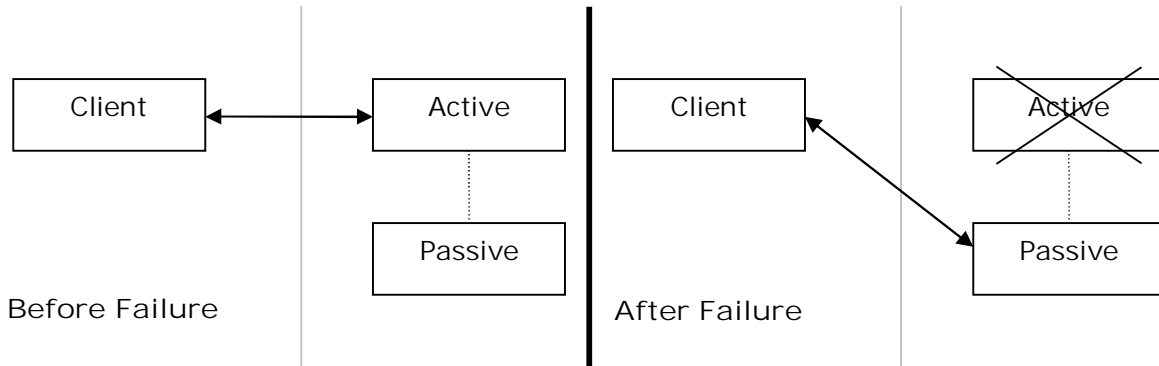 Client
Active
Passive
Before Failure
Client
Active
Passive
After Failure